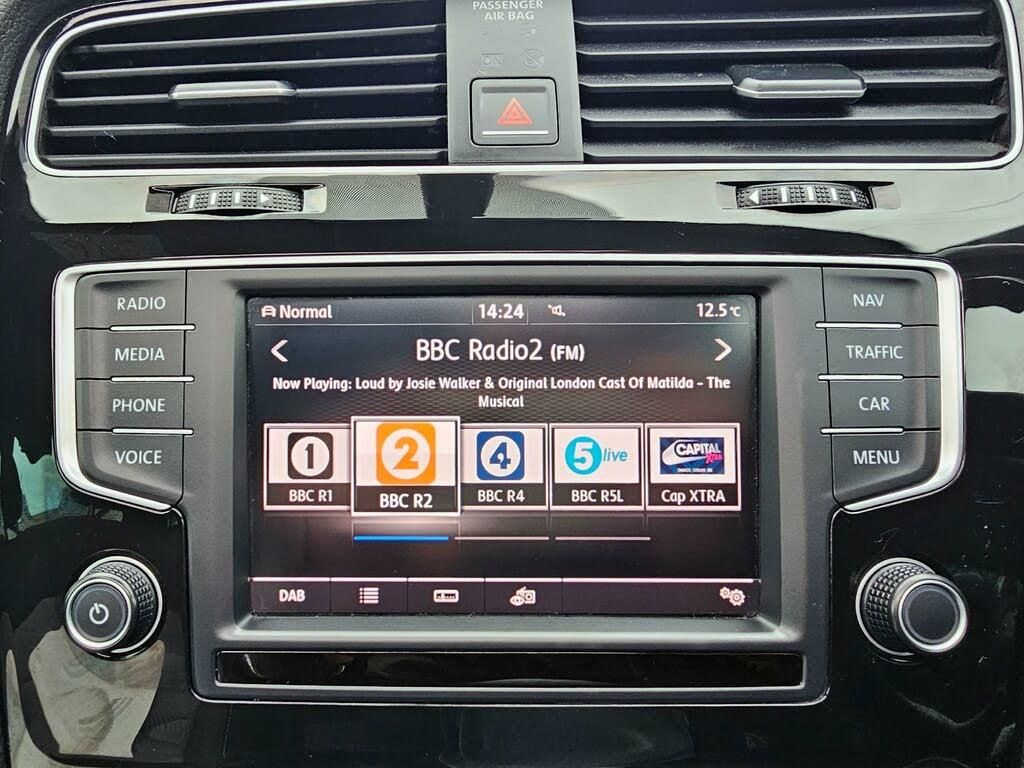 PASSENGER
AIR BAG
ON
RADIO
MEDIA
PHONE
VOICE
NAV
TRAFFIC
CAR
MENU
Normal
14:24
12.5°C
BBC Radio2 (FM)
Now Playing: Loud by Josie Walker & Original London Cast Of Matilda - The
Musical
1
2
4
5 live
CAPITAL
XTRA
BBC R1
BBC R2
BBC R4
BBC R5L
Cap XTRA
DAB